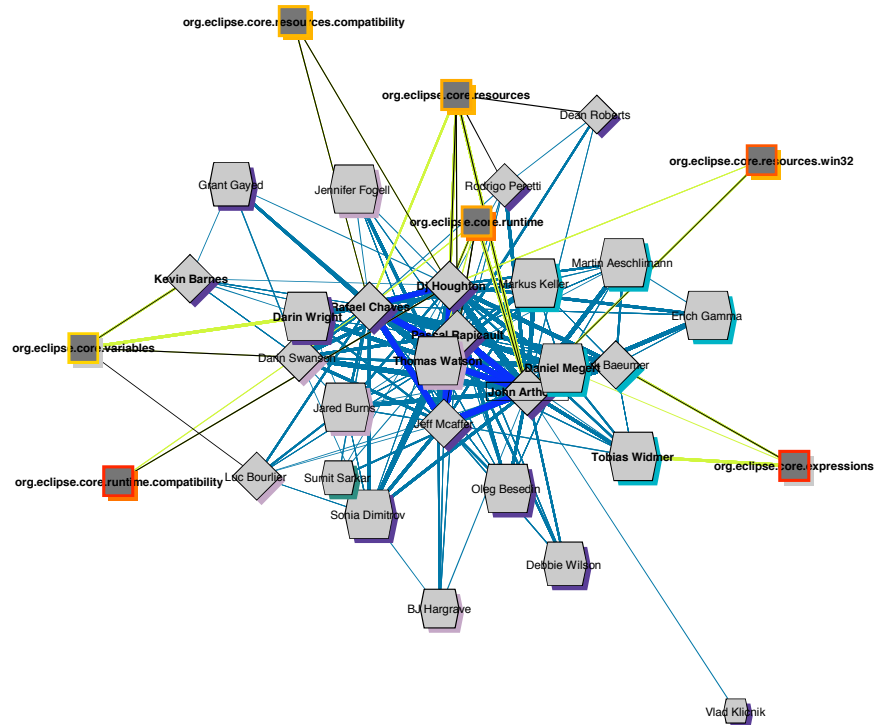 org.eclipse.core.resources.compatibility
org.eclipse.core.resources
Dean Roberts
org.eclipse.core.resources.win32
Grant Gayed
Jennifer Fogell
Rodrigo Peretti
org.eclipse.core.runtime
Martin Aeschlimann
Kevin Barnes
DJ Houghton
Markus Keller
Rafael Chaves
Darin Wright
Erich Gamma
Pascal Rapicault
org.eclipse.core.variables
Darin Swanson
Thomas Watson
Daniel Megert
Baeumer
John Arthe
Jared Burns
Jeff Mcaffer
Tobias Widmer
org.eclipse.core.expressions
Luc Bourlier
Sumit Sarkar
org.eclipse.core.runtime.compatibility
Oleg Besedin
Sonia Dimitrov
Debbie Wilson
BJ Hargrave
Vlad Klicnik